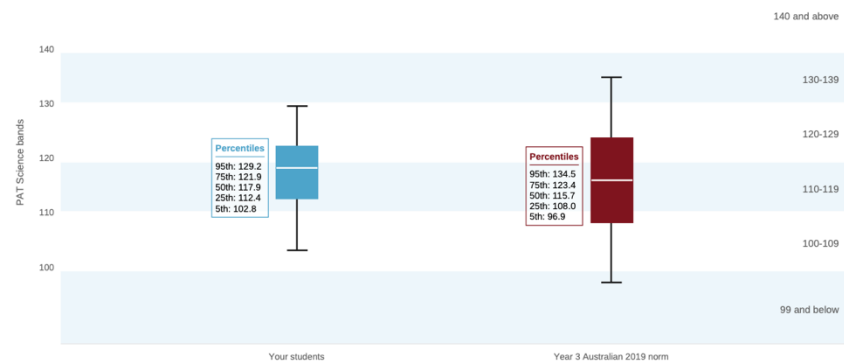 140 and above
140
130-139
130
120-129
120
110-119
110
100-109
100
99 and below
PAT Science bands
Percentiles
95th: 129.2
75th: 121.9
50th: 117.9
25th: 112.4
5th: 102.8
Percentiles
95th: 134.5
75th: 123.4
50th: 115.7
25th: 108.0
5th: 96.9
Your students
Year 3 Australian 2019 norm